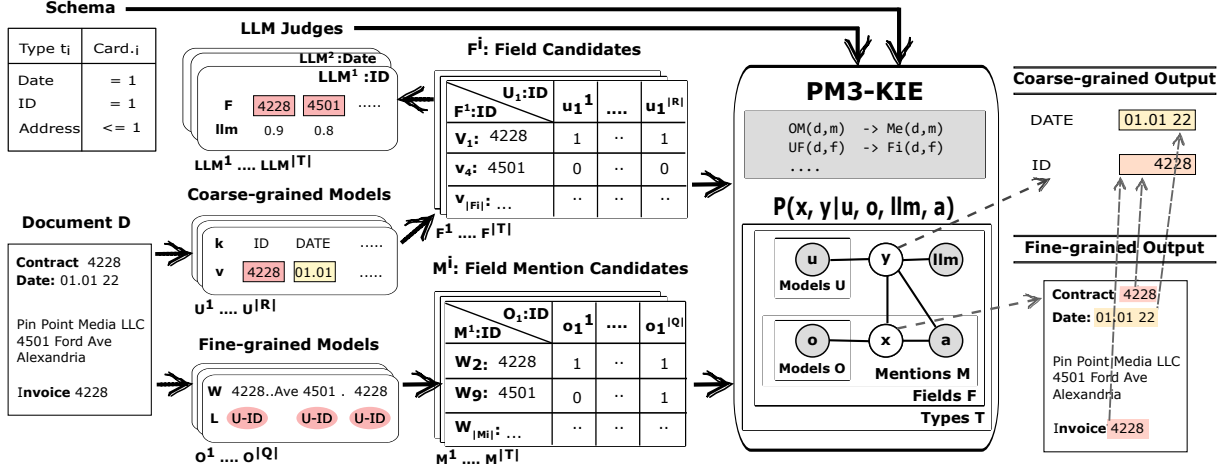 Schema
Type ti Card.i
Date = 1
ID = 1
Address <= 1
LLM Judges
LLM² :Date
LLM¹ :ID
F 4228 4501 .....
llm 0.9 0.8
LLM¹ .... LLM|T|
Fⁱ: Field Candidates
U₁:ID u₁¹ .... u₁|R|
F¹:ID
V₁: 4228 1 .. 1
v₄: 4501 0 .. 0
v|Fi|: ... .. .. ..
F¹ .... F|T|
Coarse-grained Models
k ID DATE .....
v 4228 01.01 .....
U¹ .... U|R|
Document D
Contract 4228
Date: 01.01 22
Pin Point Media LLC
4501 Ford Ave
Alexandria
Invoice 4228
Fine-grained Models
W 4228..Ave 4501 . 4228
L U-ID U-ID U-ID
O¹ .... O|Q|
Mⁱ: Field Mention Candidates
O₁:ID o₁¹ .... o₁|Q|
M¹:ID
W₂: 4228 1 .. 1
W₉: 4501 0 .. 1
W|Mi|: ... .. .. ..
M¹ .... M|T|
PM3-KIE
OM(d,m) -> Me(d,m)
UF(d,f) -> Fi(d,f)
....
P(x, y|u, o, llm, a)
u y llm
Models U
o x a
Models O
Mentions M
Fields F
Types T
Coarse-grained Output
DATE 01.01 22
ID 4228
Fine-grained Output
Contract 4228
Date: 01.01 22
Pin Point Media LLC
4501 Ford Ave
Alexandria
Invoice 4228